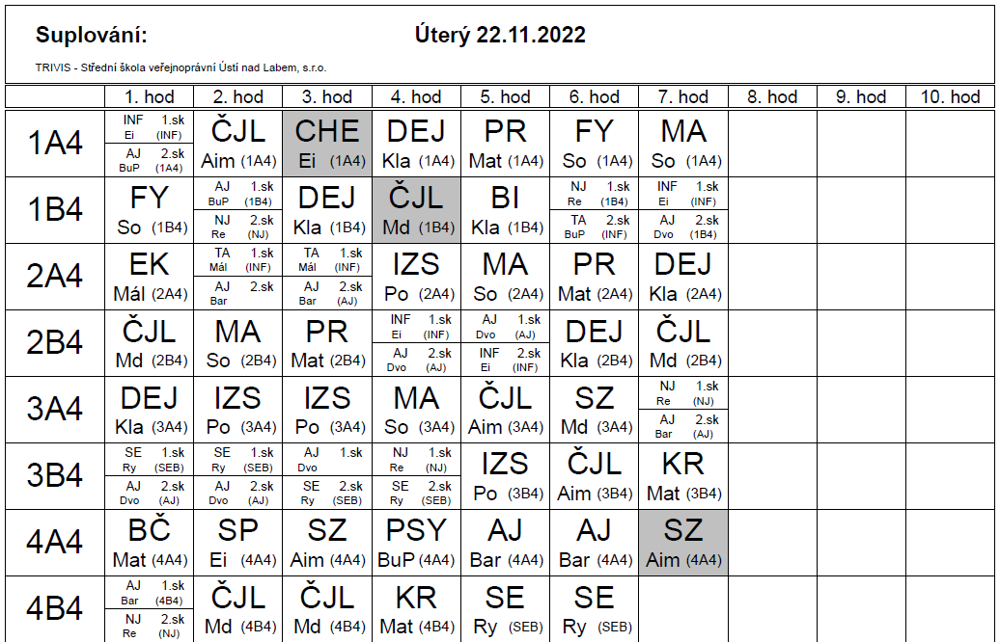 Suplování: Úterý 22.11.2022
TRIVIS - Střední škola veřejnoprávní Ústí nad Labem, s.r.o.
1. hod 2. hod 3. hod 4. hod 5. hod 6. hod 7. hod 8. hod 9. hod 10. hod
1A4
INF 1.sk
Ei (INF)
AJ 2.sk
BuP (1A4)
ČJL
Aim (1A4)
CHE
Ei (1A4)
DEJ
Kla (1A4)
PR
Mat (1A4)
FY
So (1A4)
MA
So (1A4)
1B4
FY
So (1B4)
AJ 1.sk
BuP (1B4)
NJ 2.sk
Re (NJ)
DEJ
Kla (1B4)
ČJL
Md (1B4)
BI
Kla (1B4)
NJ 1.sk
Re (1B4)
TA 2.sk
BuP (INF)
INF 1.sk
Ei (INF)
AJ 2.sk
Dvo (1B4)
2A4
EK
Mál (2A4)
TA 1.sk
Mál (INF)
AJ 2.sk
Bar
TA 1.sk
Mál (INF)
AJ 2.sk
Bar (AJ)
IZS
Po (2A4)
MA
So (2A4)
PR
Mat (2A4)
DEJ
Kla (2A4)
2B4
ČJL
Md (2B4)
MA
So (2B4)
PR
Mat (2B4)
INF 1.sk
Ei (INF)
AJ 2.sk
Dvo (AJ)
AJ 1.sk
Dvo (AJ)
INF 2.sk
Ei (INF)
DEJ
Kla (2B4)
ČJL
Md (2B4)
3A4
DEJ
Kla (3A4)
IZS
Po (3A4)
IZS
Po (3A4)
MA
So (3A4)
ČJL
Aim (3A4)
SZ
Md (3A4)
NJ 1.sk
Re (NJ)
AJ 2.sk
Bar (AJ)
3B4
SE 1.sk
Ry (SEB)
AJ 2.sk
Dvo (AJ)
SE 1.sk
Ry (SEB)
AJ 2.sk
Dvo (AJ)
AJ 1.sk
Dvo
SE 2.sk
Ry (SEB)
NJ 1.sk
Re (NJ)
SE 2.sk
Ry (SEB)
IZS
Po (3B4)
ČJL
Aim (3B4)
KR
Mat (3B4)
4A4
BČ
Mat (4A4)
SP
Ei (4A4)
SZ
Aim (4A4)
PSY
BuP (4A4)
AJ
Bar (4A4)
AJ
Bar (4A4)
SZ
Aim (4A4)
4B4
AJ 1.sk
Bar (4B4)
NJ 2.sk
Re (NJ)
ČJL
Md (4B4)
ČJL
Md (4B4)
KR
Mat (4B4)
SE
Ry (SEB)
SE
Ry (SEB)